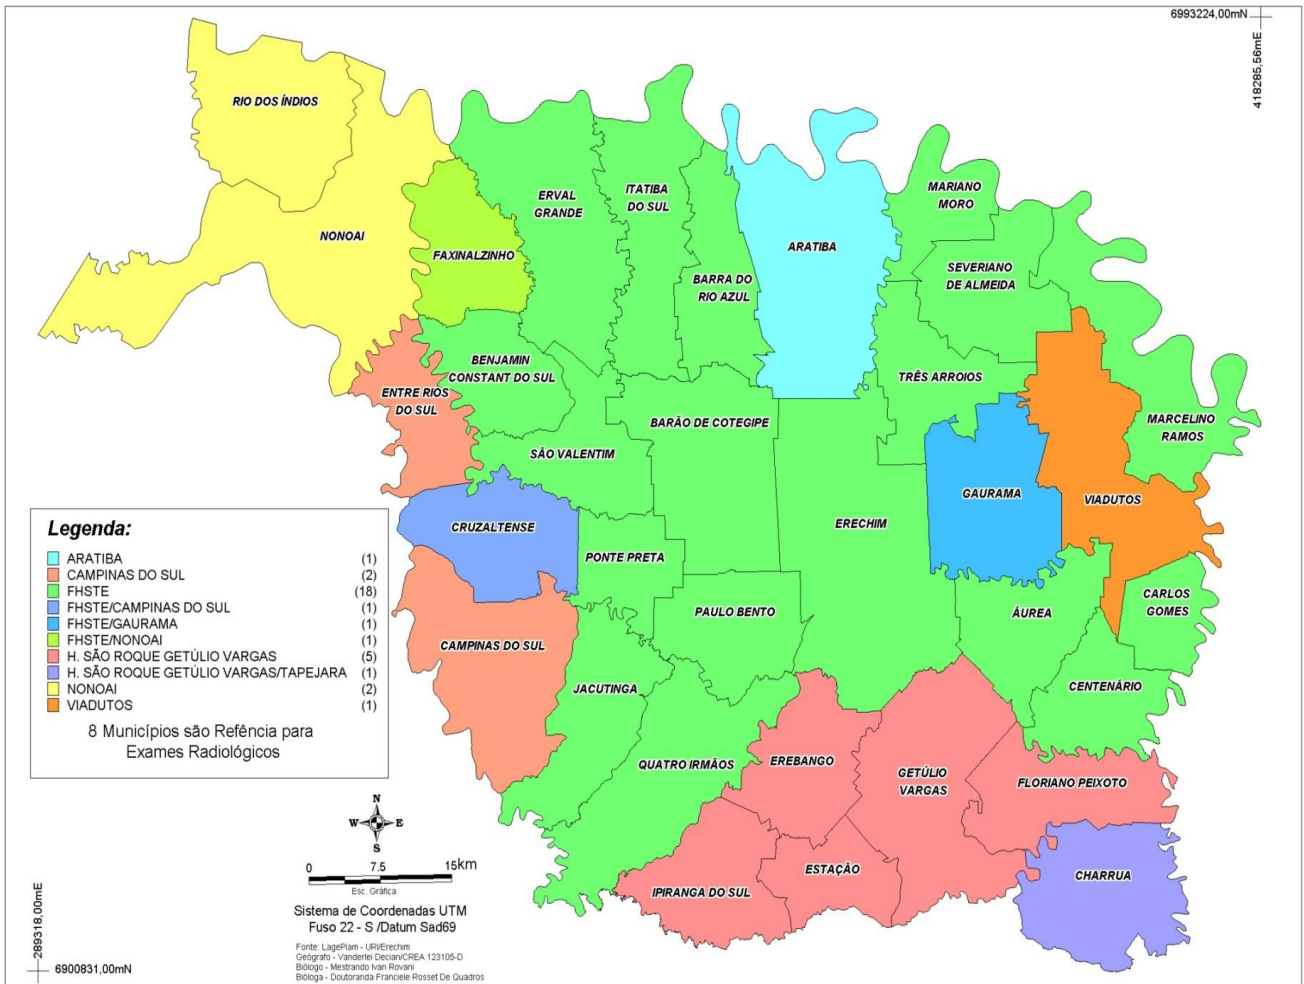 6993224,00mN
418285,56mE
RIO DOS ÍNDIOS
NONOAI
FAXINALZINHO
ERVAL
GRANDE
ITATIBA
DO SUL
BARRA DO
RIO AZUL
ARATIBA
MARIANO
MORO
SEVERIANO
DE ALMEIDA
BENJAMIN
CONSTANT DO SUL
ENTRE RIOS
DO SUL
TRÊS ARROIOS
BARÃO DE COTEGIPE
MARCELINO
RAMOS
SÃO VALENTIM
GAURAMA
VIADUTOS
CRUZALTENSE
ERECHIM
PONTE PRETA
PAULO BENTO
ÁUREA
CARLOS
GOMES
CAMPINAS DO SUL
JACUTINGA
CENTENÁRIO
QUATRO IRMÃOS
EREBANGO
GETÚLIO
VARGAS
FLORIANO PEIXOTO
IPIRANGA DO SUL
ESTAÇÃO
CHARRUA
Legenda:
ARATIBA (1)
CAMPINAS DO SUL (2)
FHSTE (18)
FHSTE/CAMPINAS DO SUL (1)
FHSTE/GAURAMA (1)
FHSTE/NONOAI (1)
H. SÃO ROQUE GETÚLIO VARGAS (5)
H. SÃO ROQUE GETÚLIO VARGAS/TAPEJARA (1)
NONOAI (2)
VIADUTOS (1)
8 Municípios são Refência para
Exames Radiológicos
N
W E
S
0 7.5 15km
Esc. Gráfica
Sistema de Coordenadas UTM
Fuso 22 - S /Datum Sad69
Fonte: LagePlam - URI/Erechim
Geógrafo - Vanderlei Decian/CREA 123105-D
Biólogo - Mestrando Ivan Rovani
Bióloga - Doutoranda Franciele Rosset De Quadros
289318,00mE
6900831,00mN